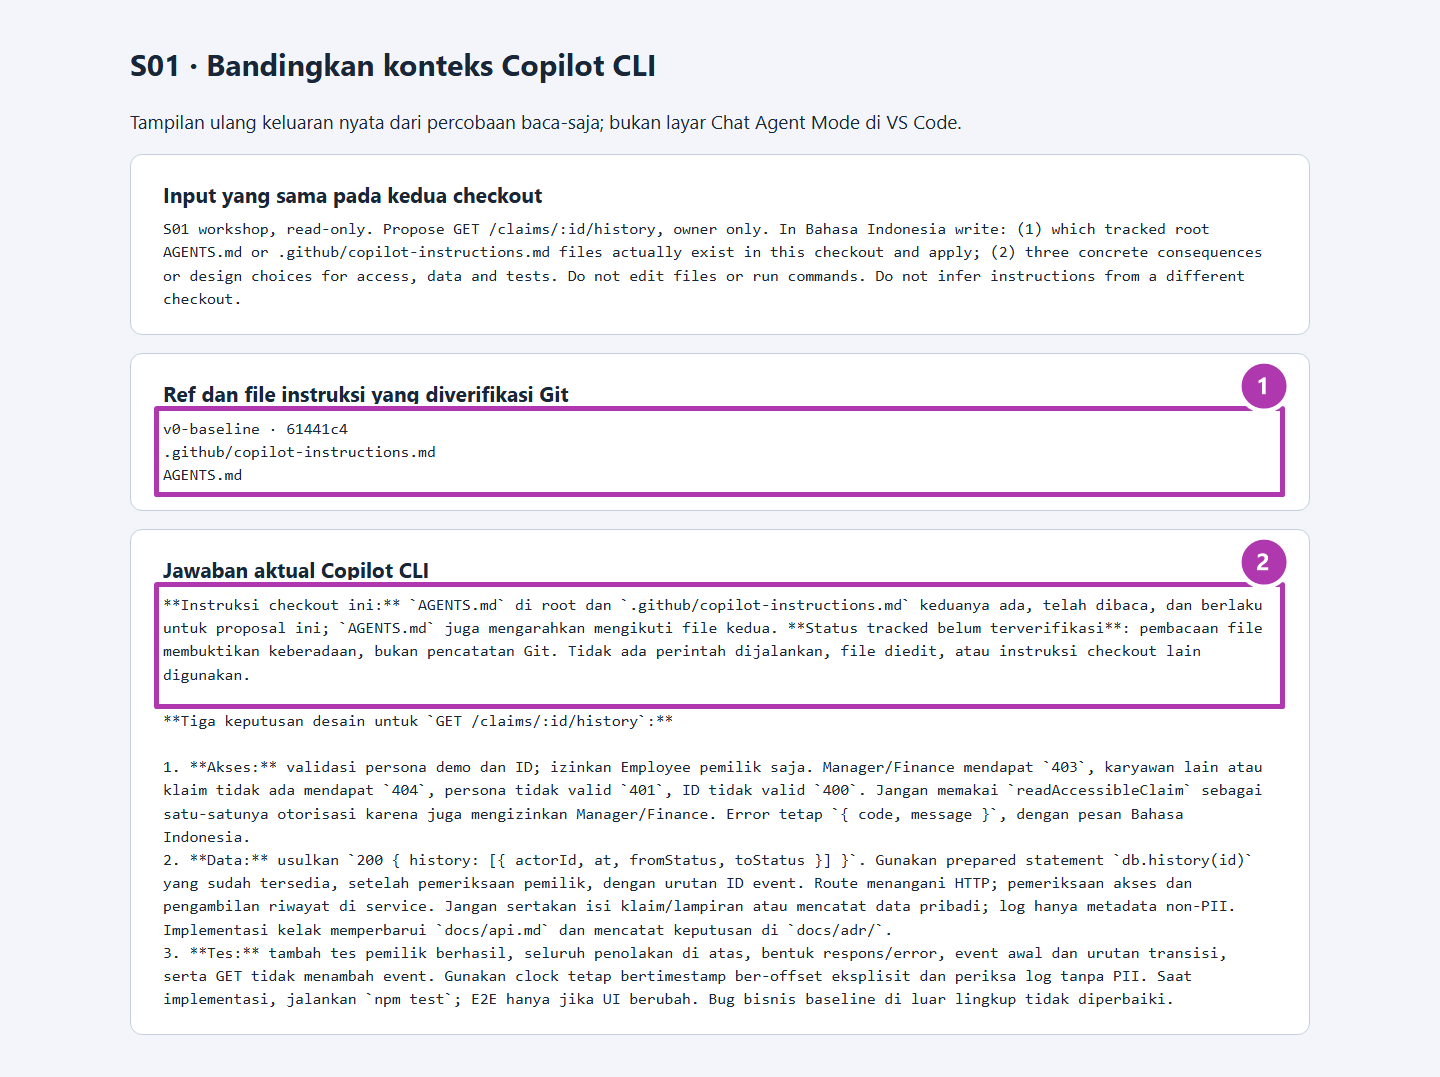 S01 · Bandingkan konteks Copilot CLI
Tampilan ulang keluaran nyata dari percobaan baca-saja; bukan layar Chat Agent Mode di VS Code.
Input yang sama pada kedua checkout
S01 workshop, read-only. Propose GET /claims/:id/history, owner only. In Bahasa Indonesia write: (1) which tracked root
AGENTS.md or .github/copilot-instructions.md files actually exist in this checkout and apply; (2) three concrete consequences
or design choices for access, data and tests. Do not edit files or run commands. Do not infer instructions from a different
checkout.
Ref dan file instruksi yang diverifikasi Git
1
v0-baseline · 61441c4
.github/copilot-instructions.md
AGENTS.md
Jawaban aktual Copilot CLI
2
**Instruksi checkout ini:** `AGENTS.md` di root dan `.github/copilot-instructions.md` keduanya ada, telah dibaca, dan berlaku
untuk proposal ini; `AGENTS.md` juga mengarahkan mengikuti file kedua. **Status tracked belum terverifikasi**: pembacaan file
membuktikan keberadaan, bukan pencatatan Git. Tidak ada perintah dijalankan, file diedit, atau instruksi checkout lain
digunakan.
**Tiga keputusan desain untuk `GET /claims/:id/history`:**
1. **Akses:** validasi persona demo dan ID; izinkan Employee pemilik saja. Manager/Finance mendapat `403`, karyawan lain atau
klaim tidak ada mendapat `404`, persona tidak valid `401`, ID tidak valid `400`. Jangan memakai `readAccessibleClaim` sebagai
satu-satunya otorisasi karena juga mengizinkan Manager/Finance. Error tetap `{ code, message }`, dengan pesan Bahasa
Indonesia.
2. **Data:** usulkan `200 { history: [{ actorId, at, fromStatus, toStatus }] }`. Gunakan prepared statement `db.history(id)`
yang sudah tersedia, setelah pemeriksaan pemilik, dengan urutan ID event. Route menangani HTTP; pemeriksaan akses dan
pengambilan riwayat di service. Jangan sertakan isi klaim/lampiran atau mencatat data pribadi; log hanya metadata non-PII.
Implementasi kelak memperbarui `docs/api.md` dan mencatat keputusan di `docs/adr/`.
3. **Tes:** tambah tes pemilik berhasil, seluruh penolakan di atas, bentuk respons/error, event awal dan urutan transisi,
serta GET tidak menambah event. Gunakan clock tetap bertimestamp ber-offset eksplisit dan periksa log tanpa PII. Saat
implementasi, jalankan `npm test`; E2E hanya jika UI berubah. Bug bisnis baseline di luar lingkup tidak diperbaiki.